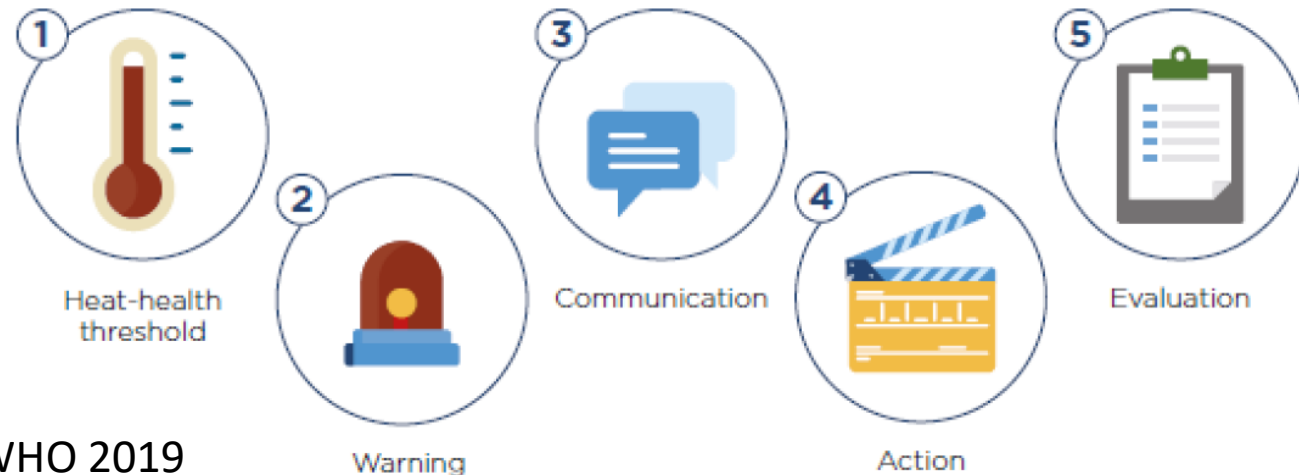 1
Heat-health
threshold
2
Warning
3
Communication
4
Action
5
Evaluation
WHO 2019